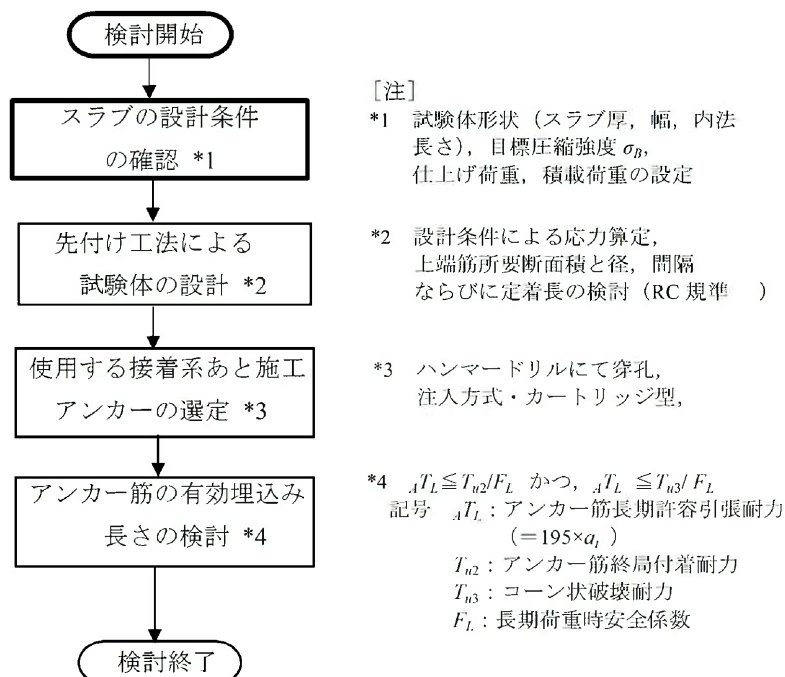 検討開始
スラブの設計条件
の確認 *1
先付け工法による
試験体の設計 *2
使用する接着系あと施工
アンカーの選定 *3
アンカー筋の有効埋込み
長さの検討 *4
検討終了
[注]
*1 試験体形状（スラブ厚，幅，内法
長さ），目標圧縮強度 σB，
仕上げ荷重，積載荷重の設定
*2 設計条件による応力算定，
上端筋所要断面積と径，間隔
ならびに定着長の検討（RC 規準 ）
*3 ハンマードリルにて穿孔，
注入方式・カートリッジ型，
*4 ATL≦Tu2/FL かつ，ATL ≦Tu3/ FL
記号 ATL：アンカー筋長期許容引張耐力
（＝195×at ）
Tu2：アンカー筋終局付着耐力
Tu3：コーン状破壊耐力
FL：長期荷重時安全係数